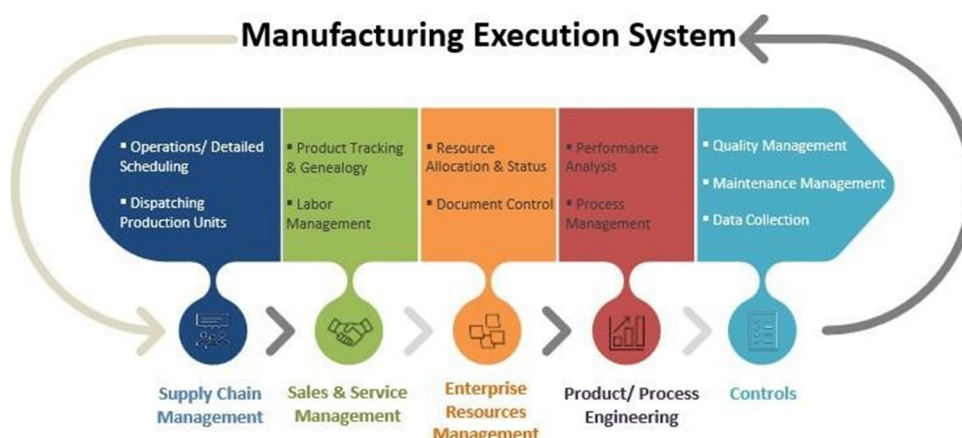 Manufacturing Execution System
▪ Operations/ Detailed
Scheduling
▪ Dispatching
Production Units
▪ Product Tracking
& Genealogy
▪ Labor
Management
▪ Resource
Allocation & Status
▪ Document Control
▪ Performance
Analysis
▪ Process
Management
▪ Quality Management
▪ Maintenance Management
▪ Data Collection
Supply Chain
Management
Sales & Service
Management
Enterprise
Resources
Management
Product/ Process
Engineering
Controls